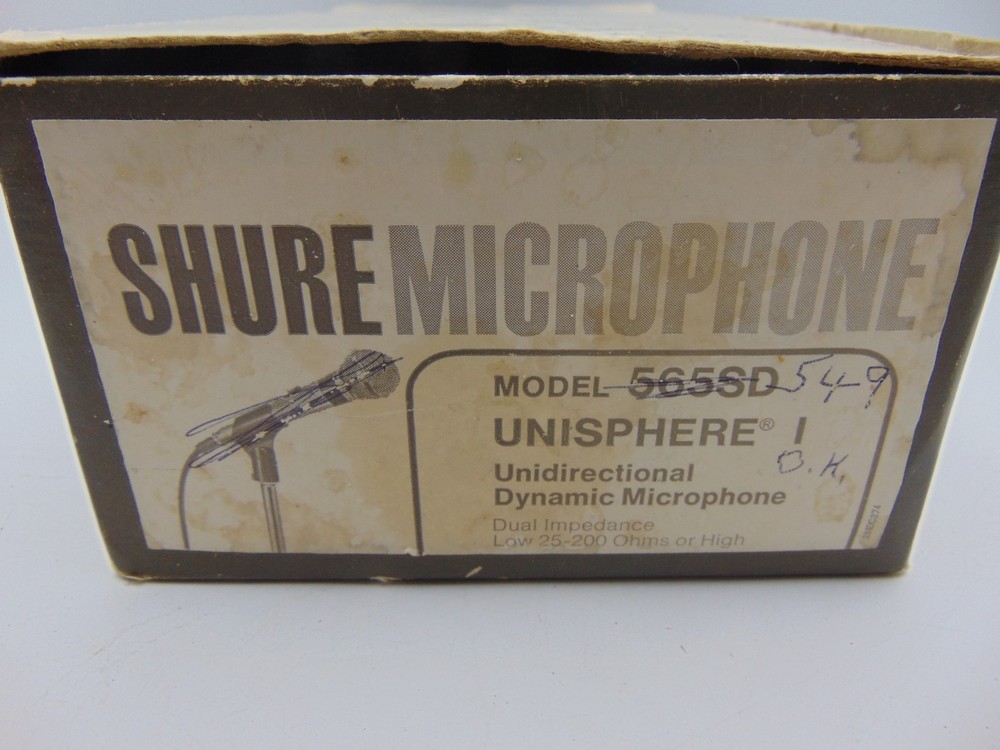 SHURE MICROPHONE
MODEL 565SD 549
UNISPHERE® I
O.K.
Unidirectional
Dynamic Microphone
Dual Impedance
Low 25-200 Ohms or High